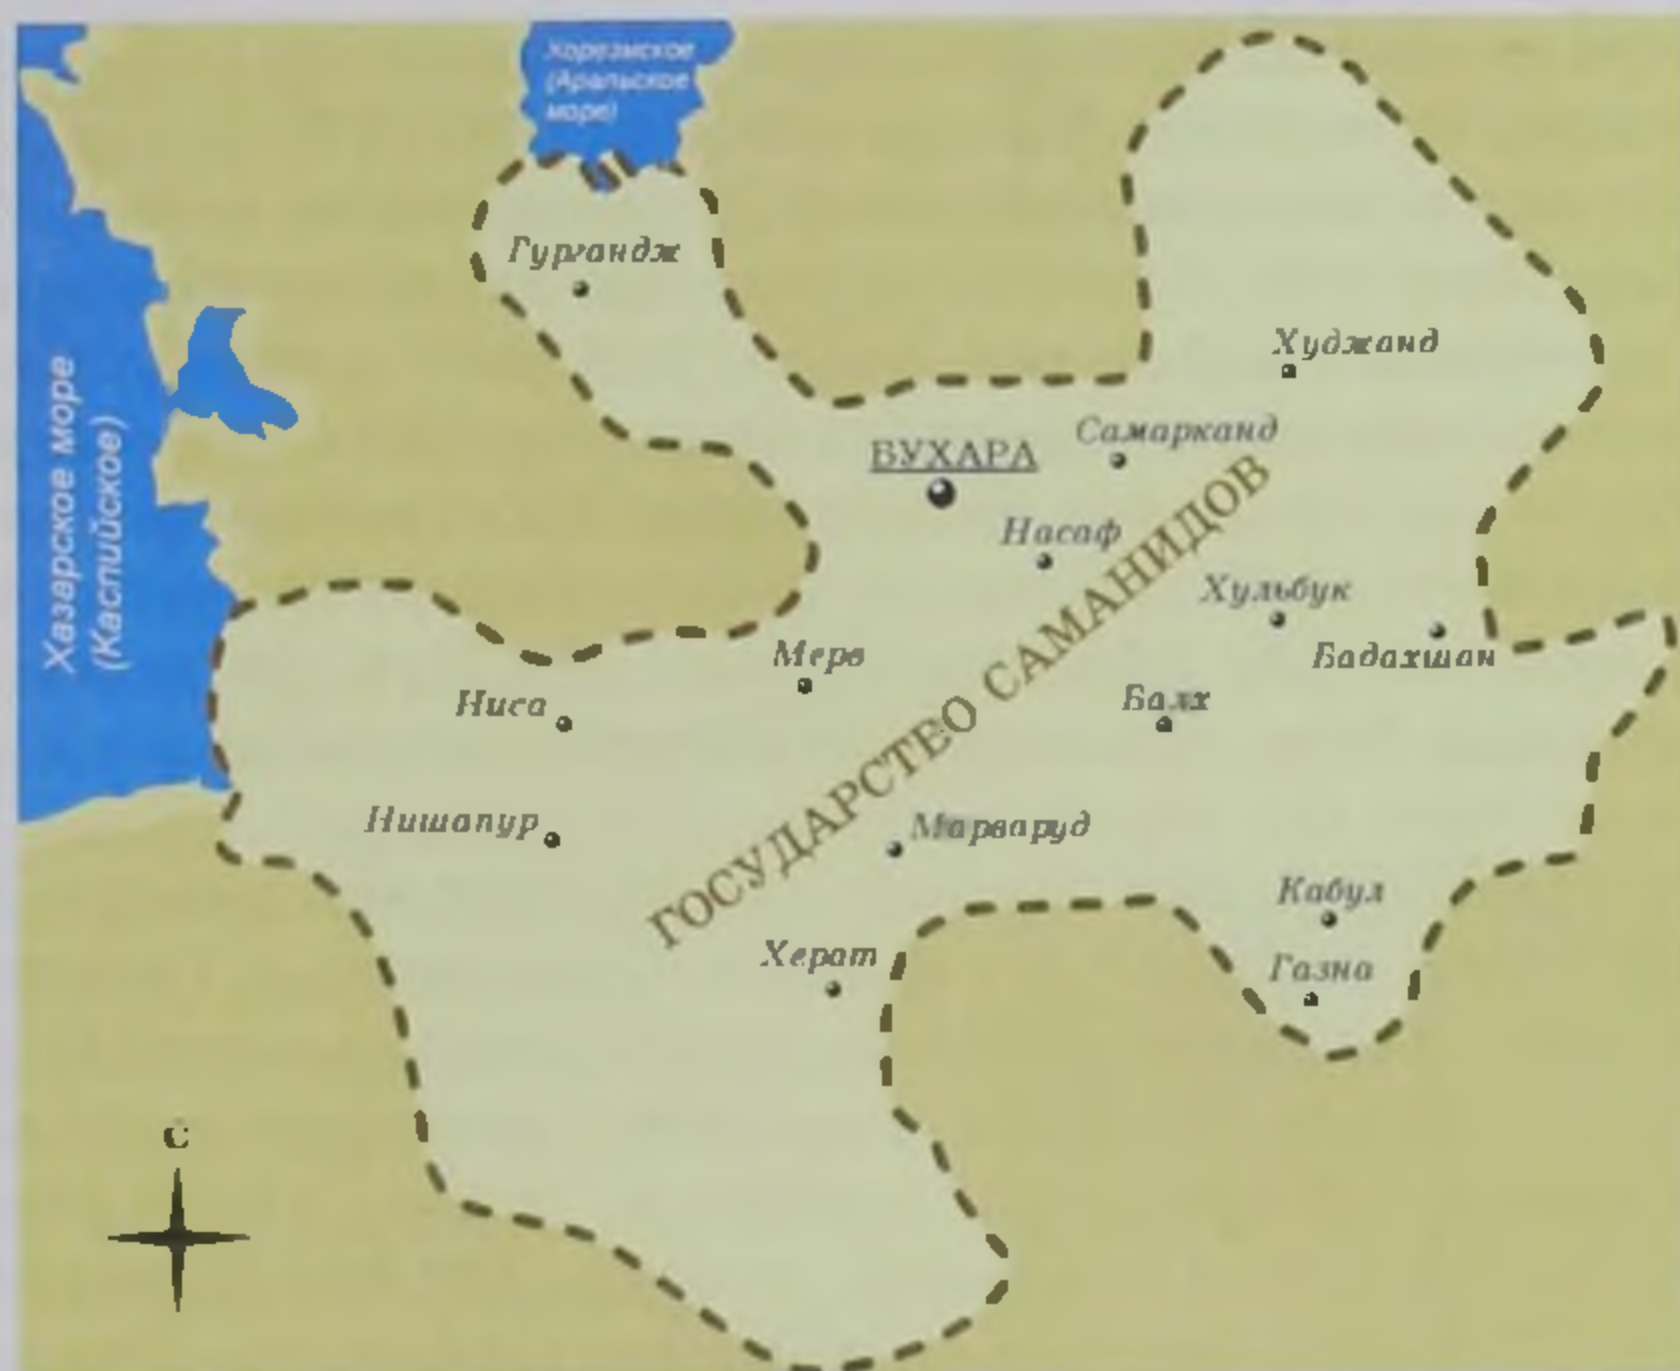 Хорезмское
(Аральское
море)
Гургандж
Худжанд
Хазарское море
(Каспийское)
Самарканд
БУХАРА
Насаф
Хульбук
Бадахшан
Мерв
Ниса
Балх
ГОСУДАРСТВО САМАНИДОВ
Нишапур
Марваруд
Кабул
Херат
Газна
С